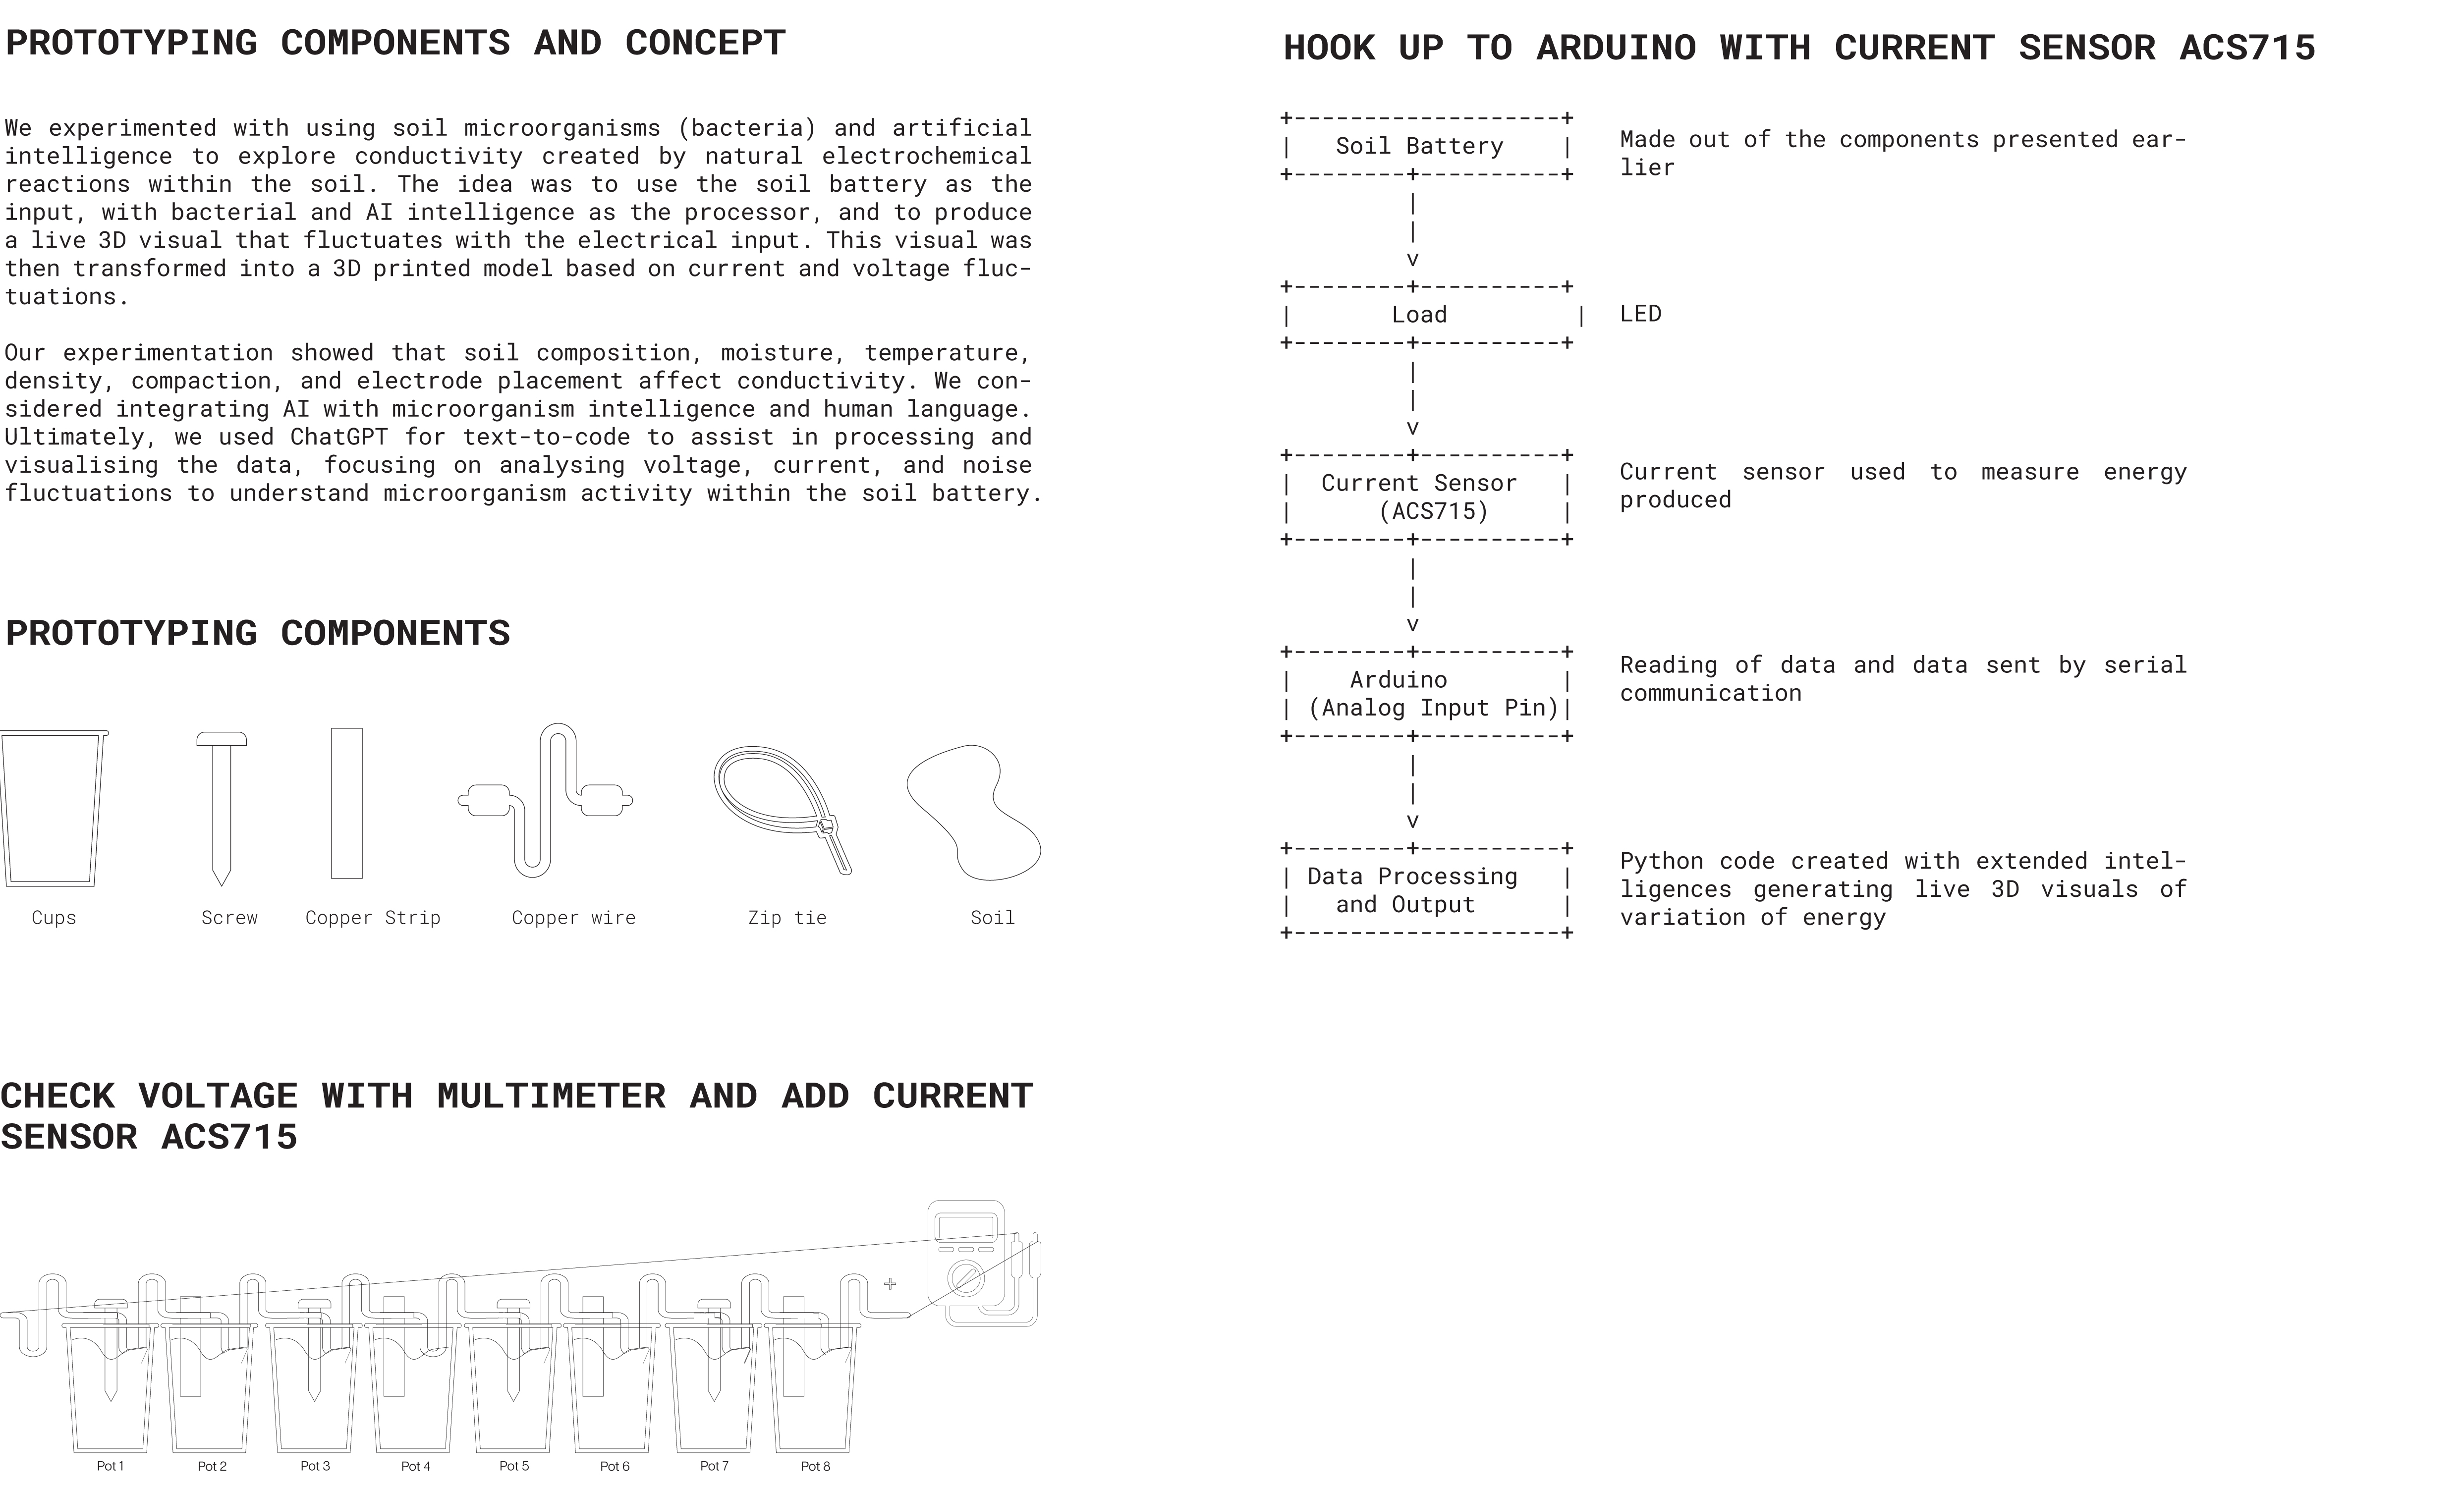 PROTOTYPING COMPONENTS AND CONCEPT
We experimented with using soil microorganisms (bacteria) and artificial
intelligence to explore conductivity created by natural electrochemical
reactions within the soil. The idea was to use the soil battery as the
input, with bacterial and AI intelligence as the processor, and to produce
a live 3D visual that fluctuates with the electrical input. This visual was
then transformed into a 3D printed model based on current and voltage fluc-
tuations.
Our experimentation showed that soil composition, moisture, temperature,
density, compaction, and electrode placement affect conductivity. We con-
sidered integrating AI with microorganism intelligence and human language.
Ultimately, we used ChatGPT for text-to-code to assist in processing and
visualising the data, focusing on analysing voltage, current, and noise
fluctuations to understand microorganism activity within the soil battery.
PROTOTYPING COMPONENTS
Cups
Screw
Copper Strip
Copper wire
Zip tie
Soil
CHECK VOLTAGE WITH MULTIMETER AND ADD CURRENT
SENSOR ACS715
+
Pot 1
Pot 2
Pot 3
Pot 4
Pot 5
Pot 6
Pot 7
Pot 8
HOOK UP TO ARDUINO WITH CURRENT SENSOR ACS715
+-------------------+
|   Soil Battery    |
+--------+----------+
|
|
v
Made out of the components presented ear-
lier
+--------+----------+
|       Load         |
+--------+----------+
|
|
v
LED
+--------+----------+
|  Current Sensor   |
|      (ACS715)     |
+--------+----------+
|
|
v
Current sensor used to measure energy
produced
+--------+----------+
|    Arduino        |
| (Analog Input Pin)|
+--------+----------+
|
|
v
Reading of data and data sent by serial
communication
+--------+----------+
| Data Processing   |
|   and Output      |
+-------------------+
Python code created with extended intel-
ligences generating live 3D visuals of
variation of energy